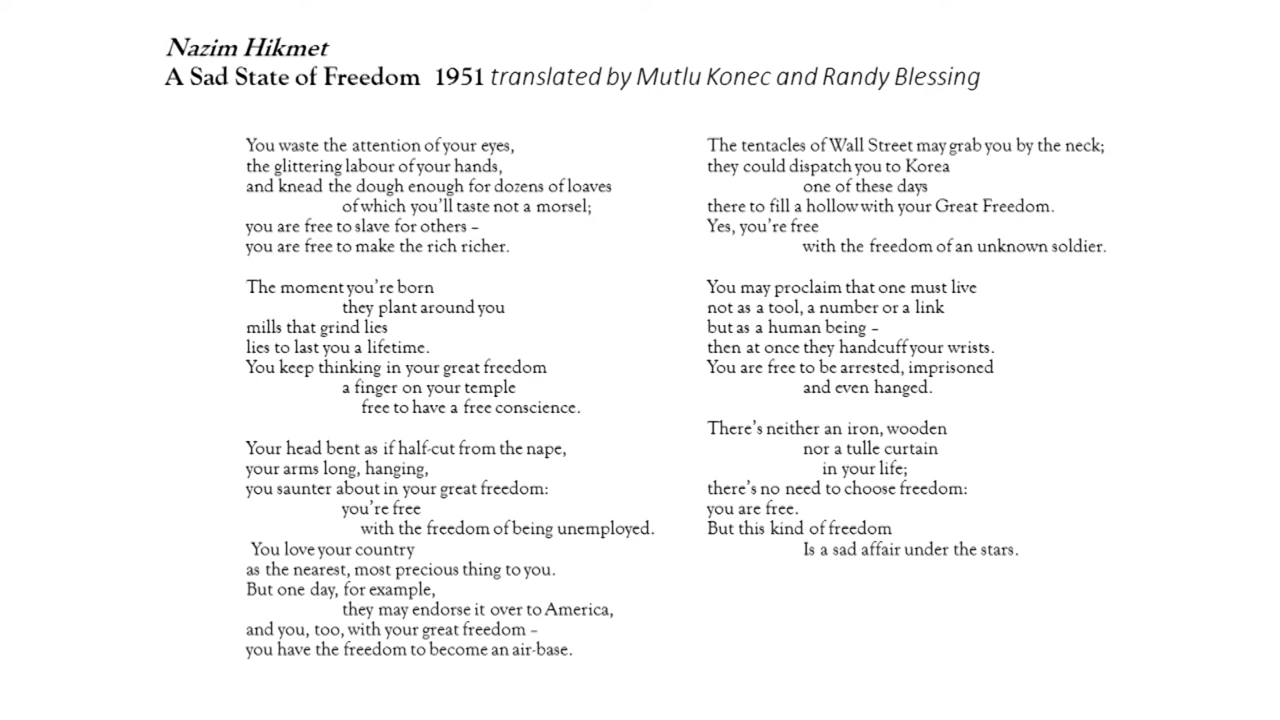 Nazim Hikmet
A Sad State of Freedom 1951 translated by Mutlu Konec and Randy Blessing
You waste the attention of your eyes,
the glittering labour of your hands,
and knead the dough enough for dozens of loaves
of which you'll taste not a morsel;
you are free to slave for others –
you are free to make the rich richer.
The moment you're born
they plant around you
mills that grind lies
lies to last you a lifetime.
You keep thinking in your great freedom
a finger on your temple
free to have a free conscience.
Your head bent as if half-cut from the nape,
your arms long, hanging,
you saunter about in your great freedom:
you're free
with the freedom of being unemployed.
You love your country
as the nearest, most precious thing to you.
But one day, for example,
they may endorse it over to America,
and you, too, with your great freedom –
you have the freedom to become an air-base.
The tentacles of Wall Street may grab you by the neck;
they could dispatch you to Korea
one of these days
there to fill a hollow with your Great Freedom.
Yes, you're free
with the freedom of an unknown soldier.
You may proclaim that one must live
not as a tool, a number or a link
but as a human being –
then at once they handcuff your wrists.
You are free to be arrested, imprisoned
and even hanged.
There's neither an iron, wooden
nor a tulle curtain
in your life;
there's no need to choose freedom:
you are free.
But this kind of freedom
Is a sad affair under the stars.